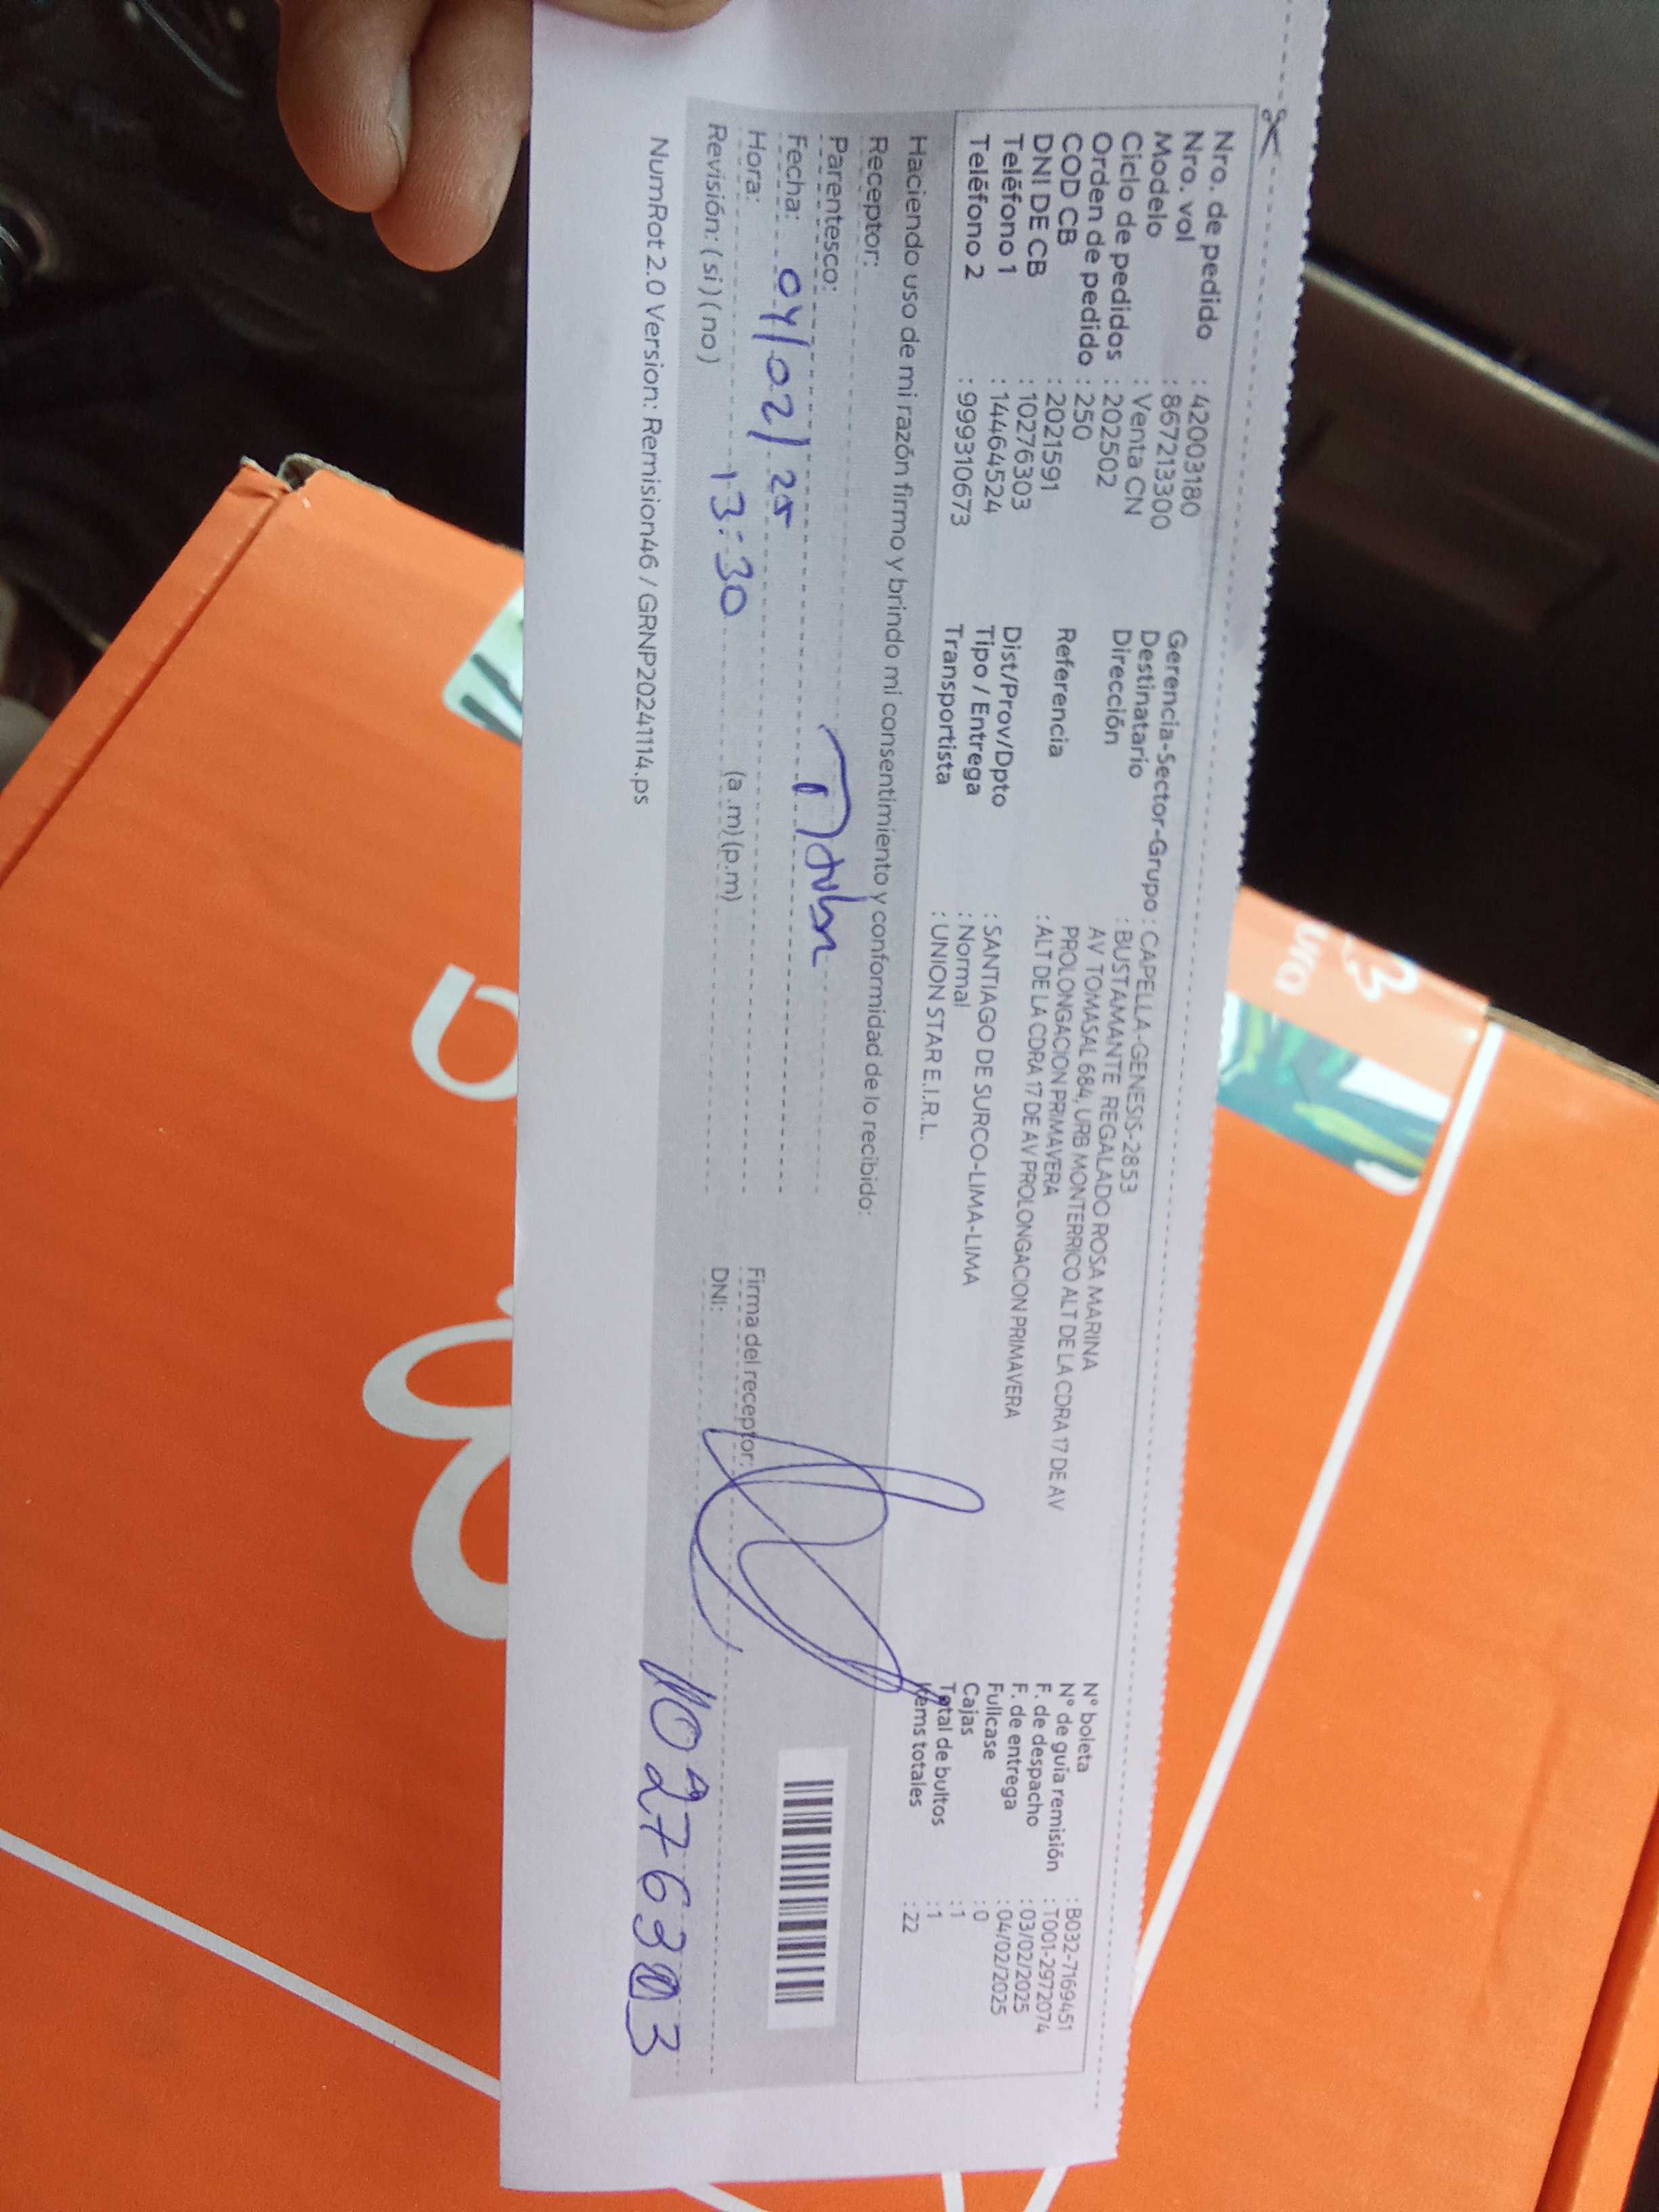 Nro. de pedido : 42003180
Nro. vol : 867213300
Modelo : Venta CN
Ciclo de pedidos : 202502
Orden de pedido : 250
COD CB : 2021591
DNI DE CB : 10276303
Teléfono 1 : 14464524
Teléfono 2 : 999310673
Gerencia-Sector-Grupo : CAPELLA-GENESIS-2853
Destinatario : BUSTAMANTE REGALADO ROSA MARINA
Dirección AV TOMASAL 684, URB MONTERRICO ALT DE LA CDRA 17 DE AV
PROLONGACION PRIMAVERA
Referencia : ALT DE LA CDRA 17 DE AV PROLONGACION PRIMAVERA
Dist/Prov/Dpto : SANTIAGO DE SURCO-LIMA-LIMA
Tipo / Entrega : Normal
Transportista : UNION STAR E.I.R.L.
N° boleta : B032-7169451
N° de guía remisión : T001-2972074
F. de despacho : 03/02/2025
F. de entrega : 04/02/2025
Fullcase : 0
Cajas : 1
Total de bultos : 1
Items totales : 22
Haciendo uso de mi razón firmo y brindo mi consentimiento y conformidad de lo recibido:
Receptor:
Parentesco:
Fecha: 04/02/25
Hora: 13:30 (a.m) (p.m)
Revisión: ( si ) ( no )
Firma del receptor:
DNI: 10276303
NumRot 2.0 Version: Remision46 / GRNP20241114.ps